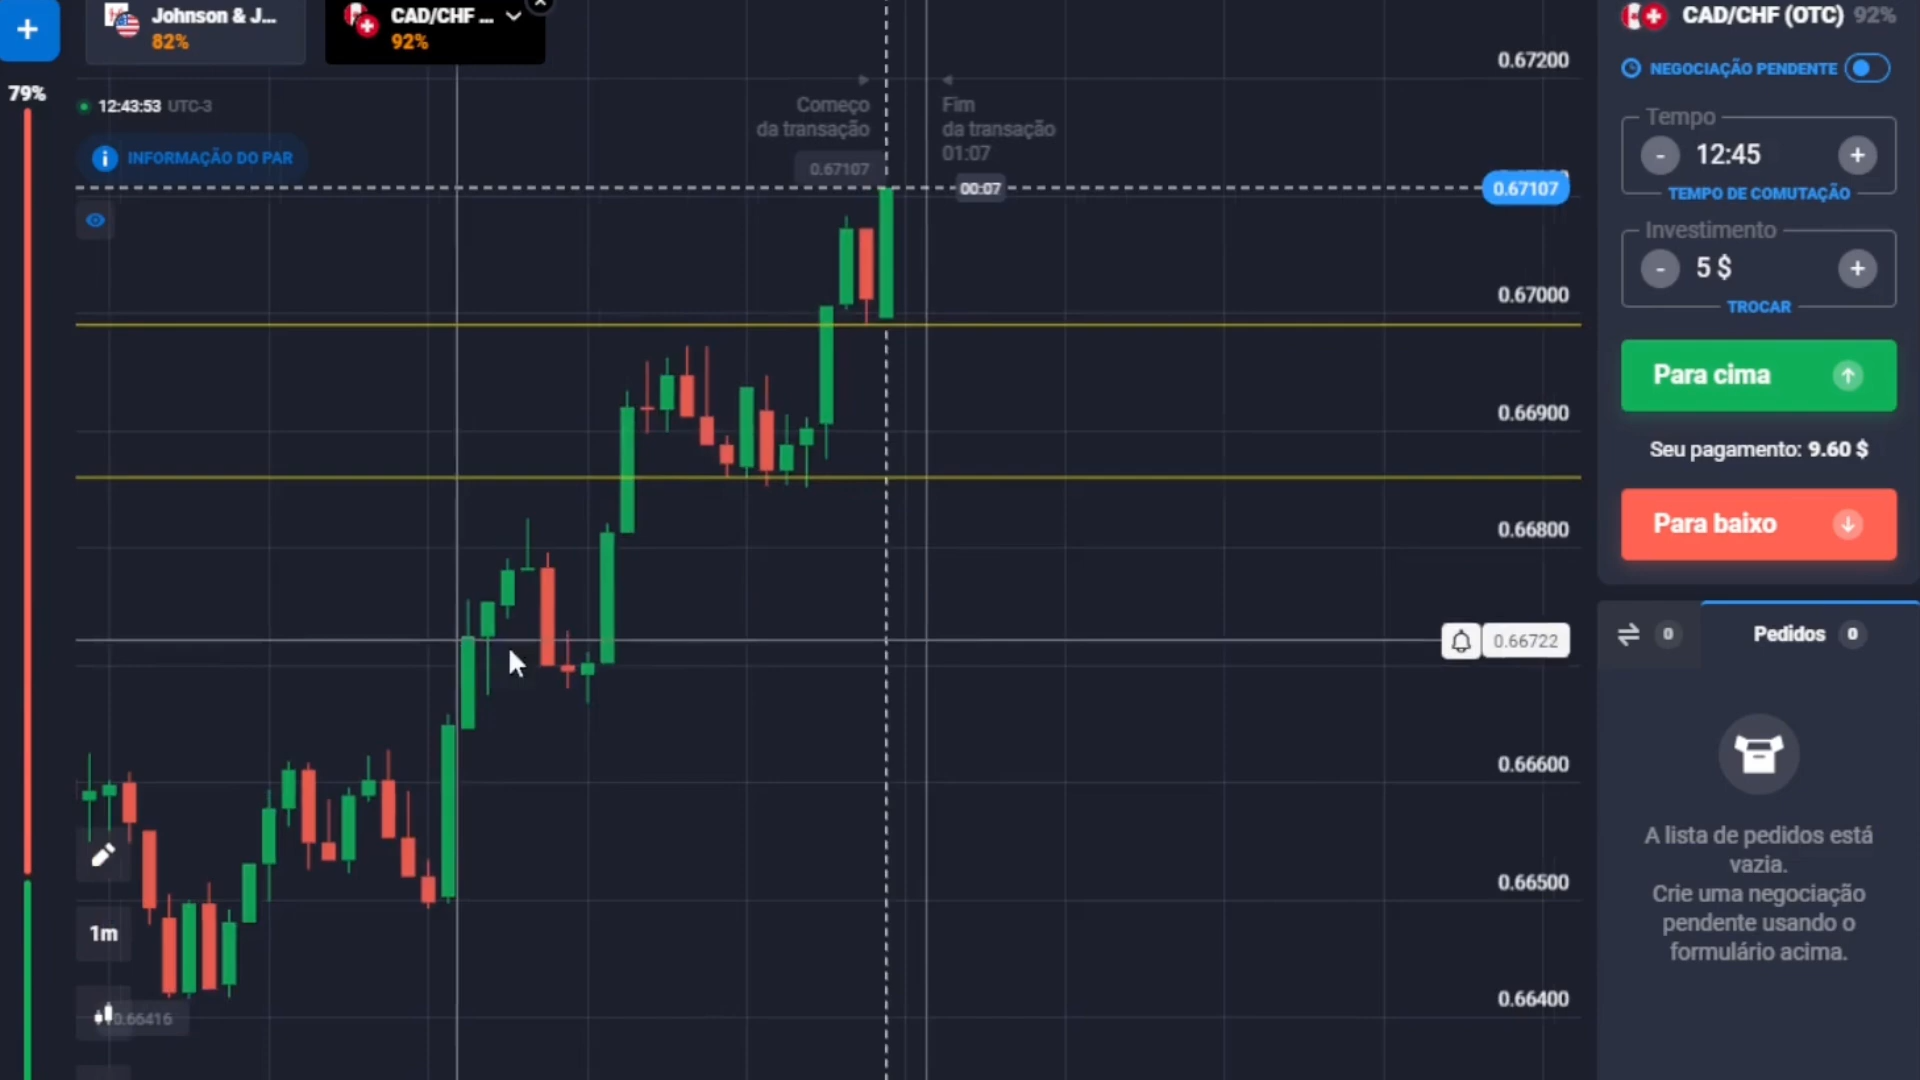 +
Johnson & J...
82%
CAD/CHF ...
92%
79%
12:43:53 UTC-3
INFORMAÇÃO DO PAR
Começo
da transação
Fim
da transação
01:07
0.67107
00:07
0.67107
0.67200
0.67000
0.66900
0.66800
0.66722
0.66600
0.66500
0.66400
1m
0.66416
CAD/CHF (OTC) 92%
NEGOCIAÇÃO PENDENTE
Tempo
- 12:45 +
TEMPO DE COMUTAÇÃO
Investimento
- 5 $ +
TROCAR
Para cima
Seu pagamento: 9.60 $
Para baixo
0
Pedidos 0
A lista de pedidos está
vazia.
Crie uma negociação
pendente usando o
formulário acima.